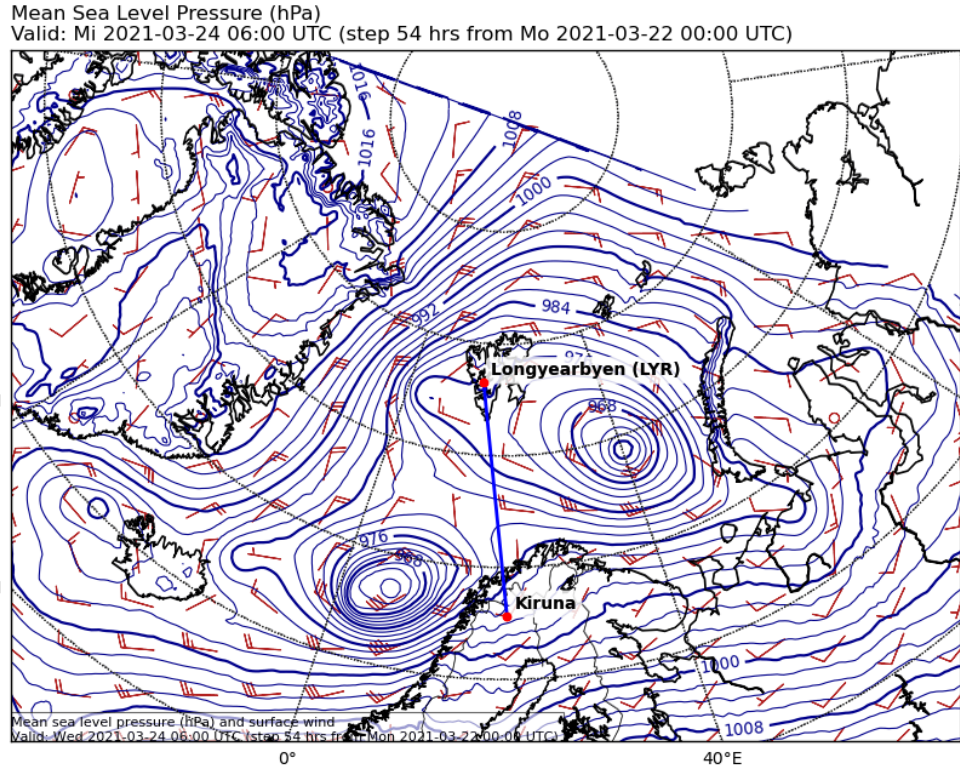 Mean Sea Level Pressure (hPa)
Valid: Mi 2021-03-24 06:00 UTC (step 54 hrs from Mo 2021-03-22 00:00 UTC)
1016
1008
1016
1000
992
984
Longyearbyen (LYR)
968
976
968
Kiruna
1000
Mean sea level pressure (hPa) and surface wind
1008
Valid: Wed 2021-03-24 06:00 UTC (step 54 hrs from Mon 2021-03-22 00:00 UTC)
0°
40°E